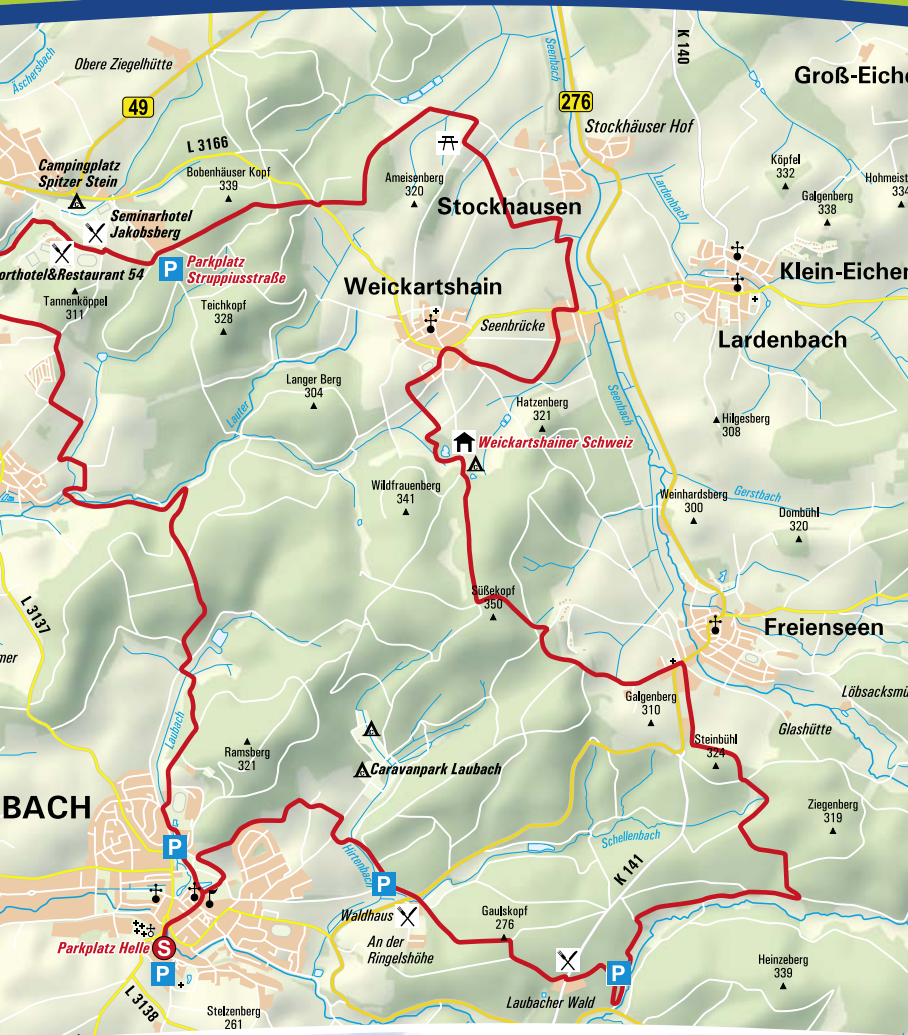 Obere Ziegelhütte
Aschersbach
49
L 3166
Campingplatz
Spitzer Stein
Bobenhäuser Kopf
339
Seminarhotel
Jakobsberg
orthotel&Restaurant 54
Tannenköppel
311
P
Parkplatz
Struppiusstraße
Teichkopf
328
Ameisenberg
320
Seenbach
276
K 140
Groß-Eiche
Stockhäuser Hof
Köpfel
332
Hohmeist
334
Galgenberg
338
Lardenbach
Stockhausen
Weickartshain
Seenbrücke
Klein-Eichen
Lardenbach
Langer Berg
304
Lauter
Hatzenberg
321
Seenbach
Hilgesberg
308
Weickartshainer Schweiz
Wildfrauenberg
341
Weinhardsberg
300
Gerstbach
Dombühl
320
Süßekopf
350
L 3137
mer
Freienseen
Galgenberg
310
Löbsacksmü
Glashütte
Steinbühl
324
Laubach
Ramsberg
321
Caravanpark Laubach
BACH
Ziegenberg
319
P
Hirtenbach
Schellenbach
K 141
P
Waldhaus
Gaulskopf
276
An der
Ringelshöhe
Parkplatz Helle
S
P
P
Heinzeberg
339
L 3138
Laubacher Wald
Stelzenberg
261